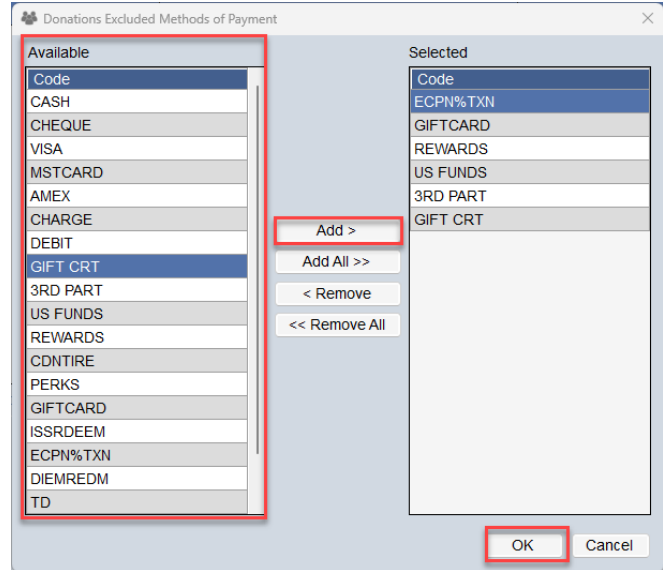 Donations Excluded Methods of Payment
Available
Code
CASH
CHEQUE
VISA
MSTCARD
AMEX
CHARGE
DEBIT
GIFT CRT
3RD PART
US FUNDS
REWARDS
CDNTIRE
PERKS
GIFTCARD
ISSRDEEM
ECPN%TXN
DIEMREDM
TD
Add >
Add All >>
< Remove
<< Remove All
Selected
Code
ECPN%TXN
GIFTCARD
REWARDS
US FUNDS
3RD PART
GIFT CRT
OK
Cancel